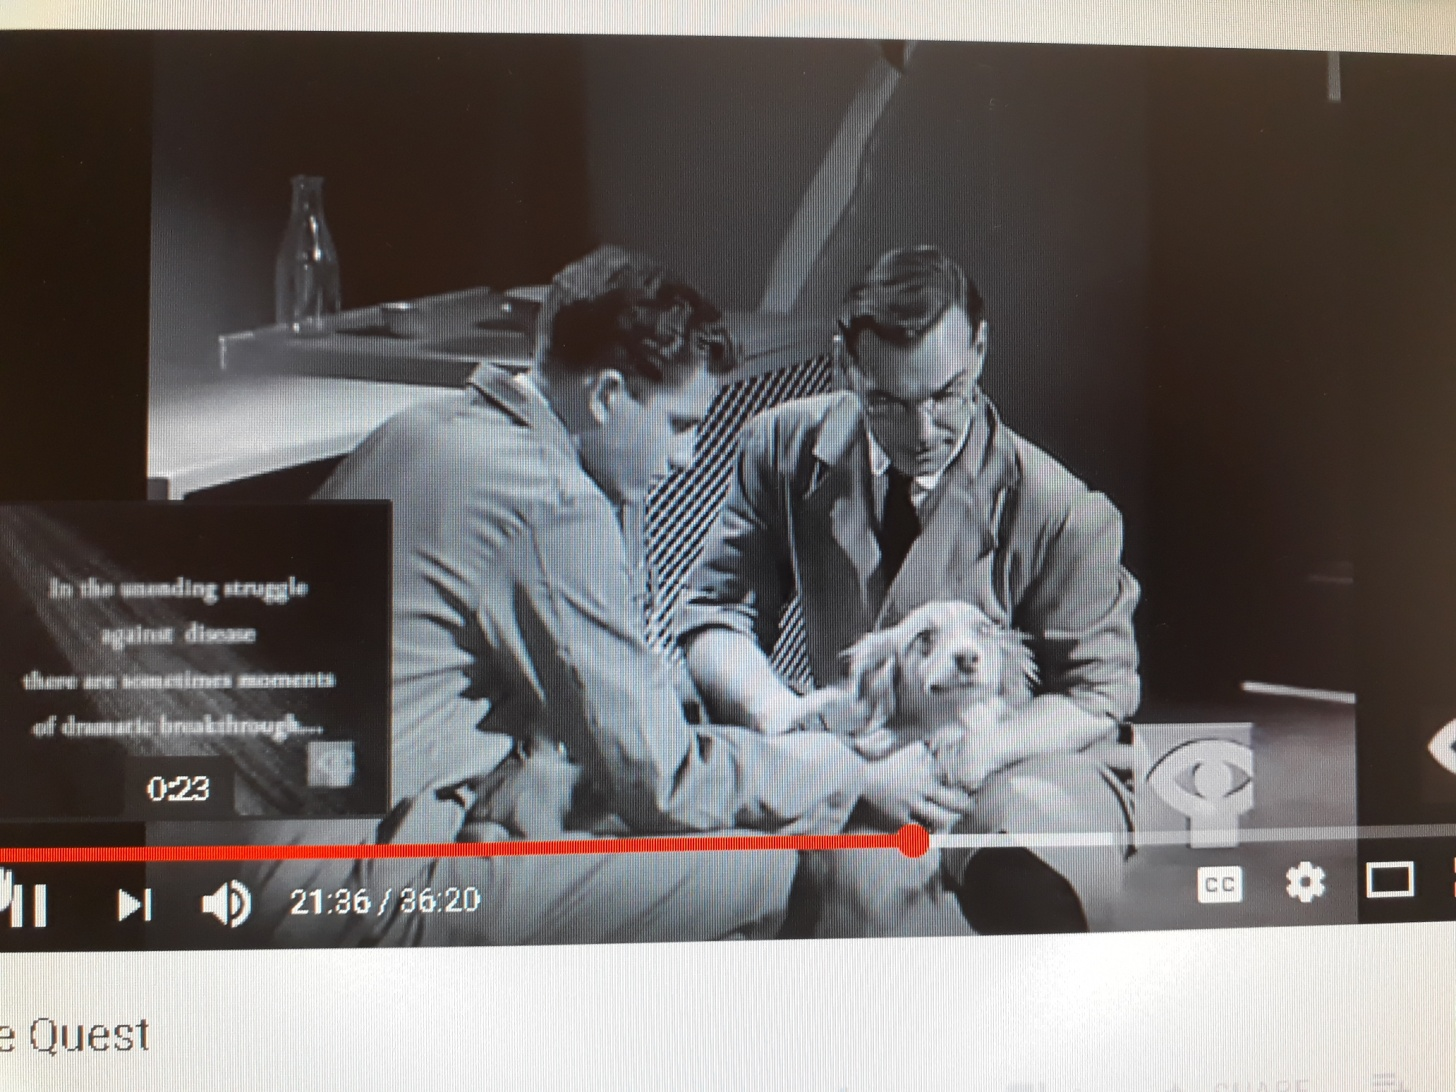 In the unending struggle
against disease
there are sometimes moments
of dramatic breakthrough...
0:23
21:36 / 36:20
CC
e Quest
SHARE